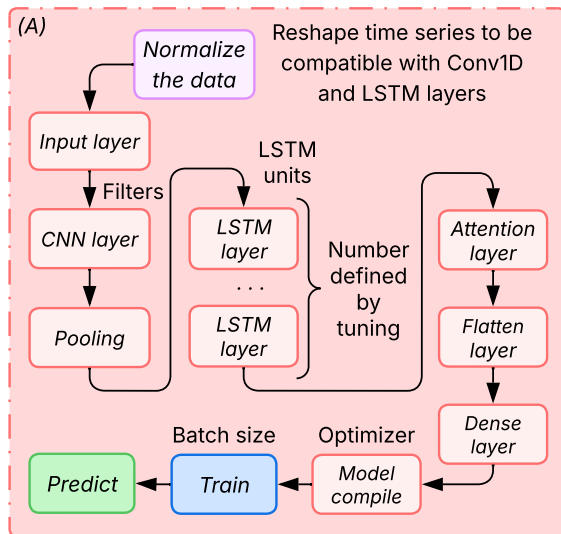 (A)
Normalize
the data
Reshape time series to be
compatible with Conv1D
and LSTM layers
Input layer
Filters
CNN layer
Pooling
LSTM
units
LSTM
layer
...
LSTM
layer
Number
defined
by
tuning
Attention
layer
Flatten
layer
Dense
layer
Optimizer
Model
compile
Batch size
Train
Predict